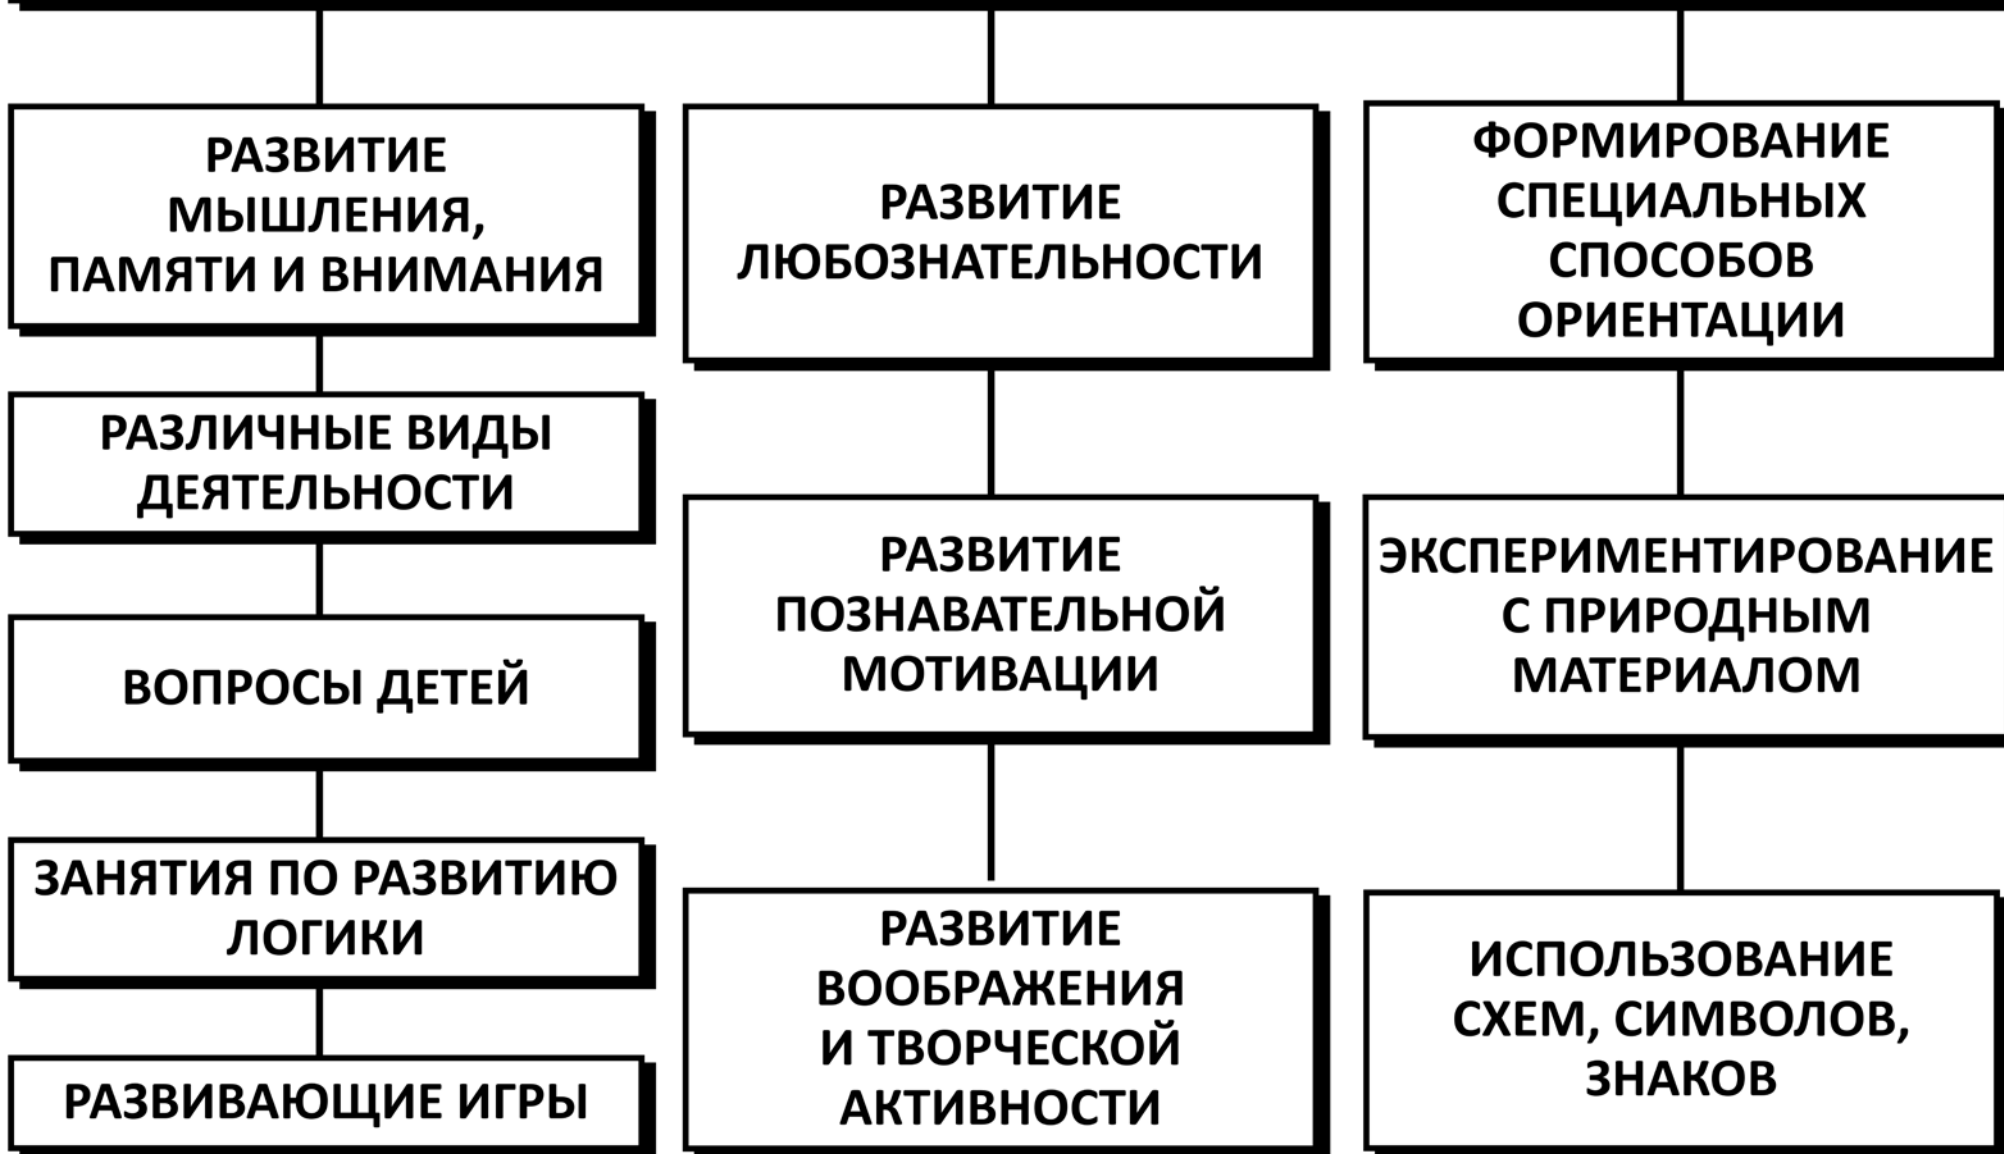 РАЗВИТИЕ
МЫШЛЕНИЯ,
ПАМЯТИ И ВНИМАНИЯ
РАЗЛИЧНЫЕ ВИДЫ
ДЕЯТЕЛЬНОСТИ
ВОПРОСЫ ДЕТЕЙ
ЗАНЯТИЯ ПО РАЗВИТИЮ
ЛОГИКИ
РАЗВИВАЮЩИЕ ИГРЫ
РАЗВИТИЕ
ЛЮБОЗНАТЕЛЬНОСТИ
РАЗВИТИЕ
ПОЗНАВАТЕЛЬНОЙ
МОТИВАЦИИ
РАЗВИТИЕ
ВООБРАЖЕНИЯ
И ТВОРЧЕСКОЙ
АКТИВНОСТИ
ФОРМИРОВАНИЕ
СПЕЦИАЛЬНЫХ
СПОСОБОВ
ОРИЕНТАЦИИ
ЭКСПЕРИМЕНТИРОВАНИЕ
С ПРИРОДНЫМ
МАТЕРИАЛОМ
ИСПОЛЬЗОВАНИЕ
СХЕМ, СИМВОЛОВ,
ЗНАКОВ